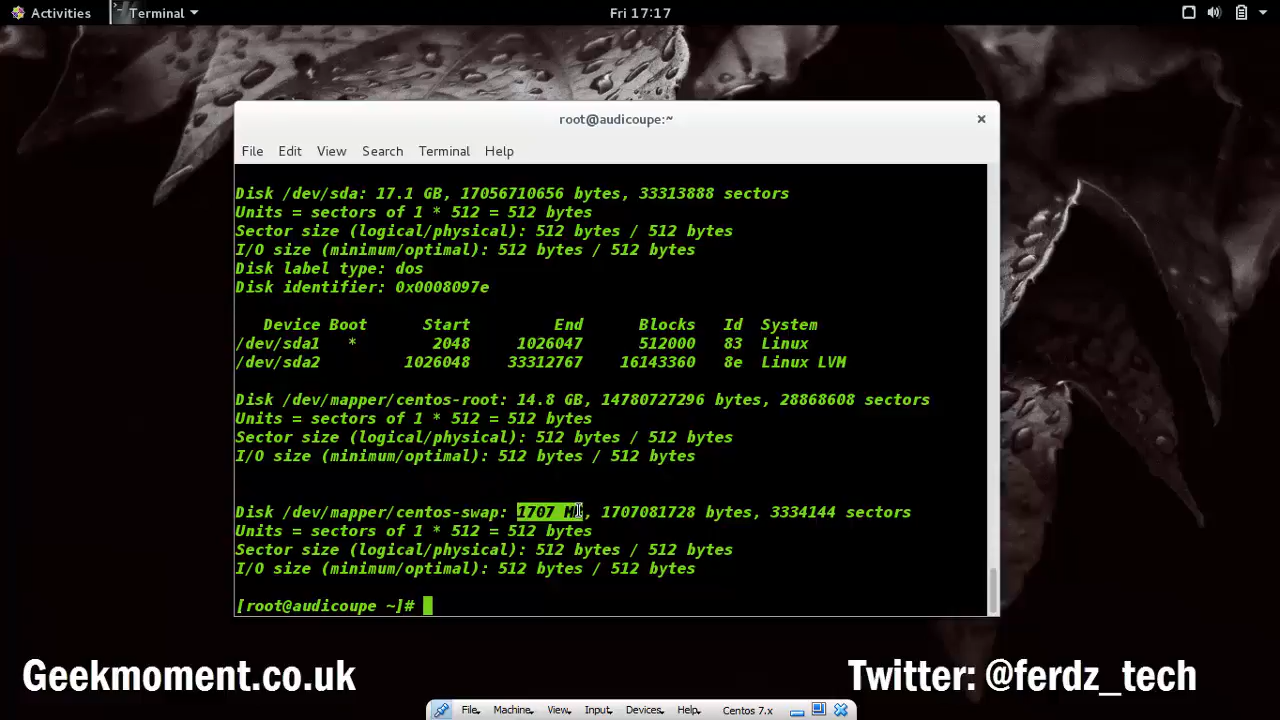 Activities Terminal Fri 17:17
root@audicoupe:~
File Edit View Search Terminal Help
Disk /dev/sda: 17.1 GB, 17056710656 bytes, 33313888 sectors
Units = sectors of 1 * 512 = 512 bytes
Sector size (logical/physical): 512 bytes / 512 bytes
I/O size (minimum/optimal): 512 bytes / 512 bytes
Disk label type: dos
Disk identifier: 0x0008097e
Device Boot Start End Blocks Id System
/dev/sda1 * 2048 1026047 512000 83 Linux
/dev/sda2 1026048 33312767 16143360 8e Linux LVM
Disk /dev/mapper/centos-root: 14.8 GB, 14780727296 bytes, 28868608 sectors
Units = sectors of 1 * 512 = 512 bytes
Sector size (logical/physical): 512 bytes / 512 bytes
I/O size (minimum/optimal): 512 bytes / 512 bytes
Disk /dev/mapper/centos-swap: 1707 MB, 1707081728 bytes, 3334144 sectors
Units = sectors of 1 * 512 = 512 bytes
Sector size (logical/physical): 512 bytes / 512 bytes
I/O size (minimum/optimal): 512 bytes / 512 bytes
[root@audicoupe ~]#
Geekmoment.co.uk Twitter: @ferdz_tech
File Machine View Input Devices Help Centos 7.x